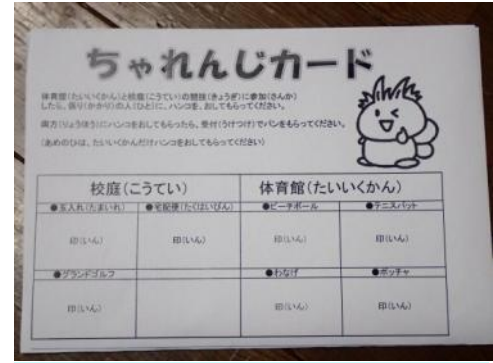 ちゃれんじカード
体育館(たいいくかん)と校庭(こうてい)の競技(きょうぎ)に参加(さんか)
したら、係り(かかり)の人(ひと)に、ハンコを、おしてもらってください。
両方(りょうほう)にハンコをおしてもらったら、受付(うけつけ)でパンをもらってください。
(あめのひは、たいいくかんだけハンコをおしてもらってください)
校庭(こうてい) 体育館(たいいくかん)
●玉入れ(たまいれ) ●宅配便(たくはいびん) ●ビーチボール ●テニスパット
印(いん) 印(いん) 印(いん) 印(いん)
●グランドゴルフ ●わなげ ●ボッチャ
印(いん) 印(いん) 印(いん)